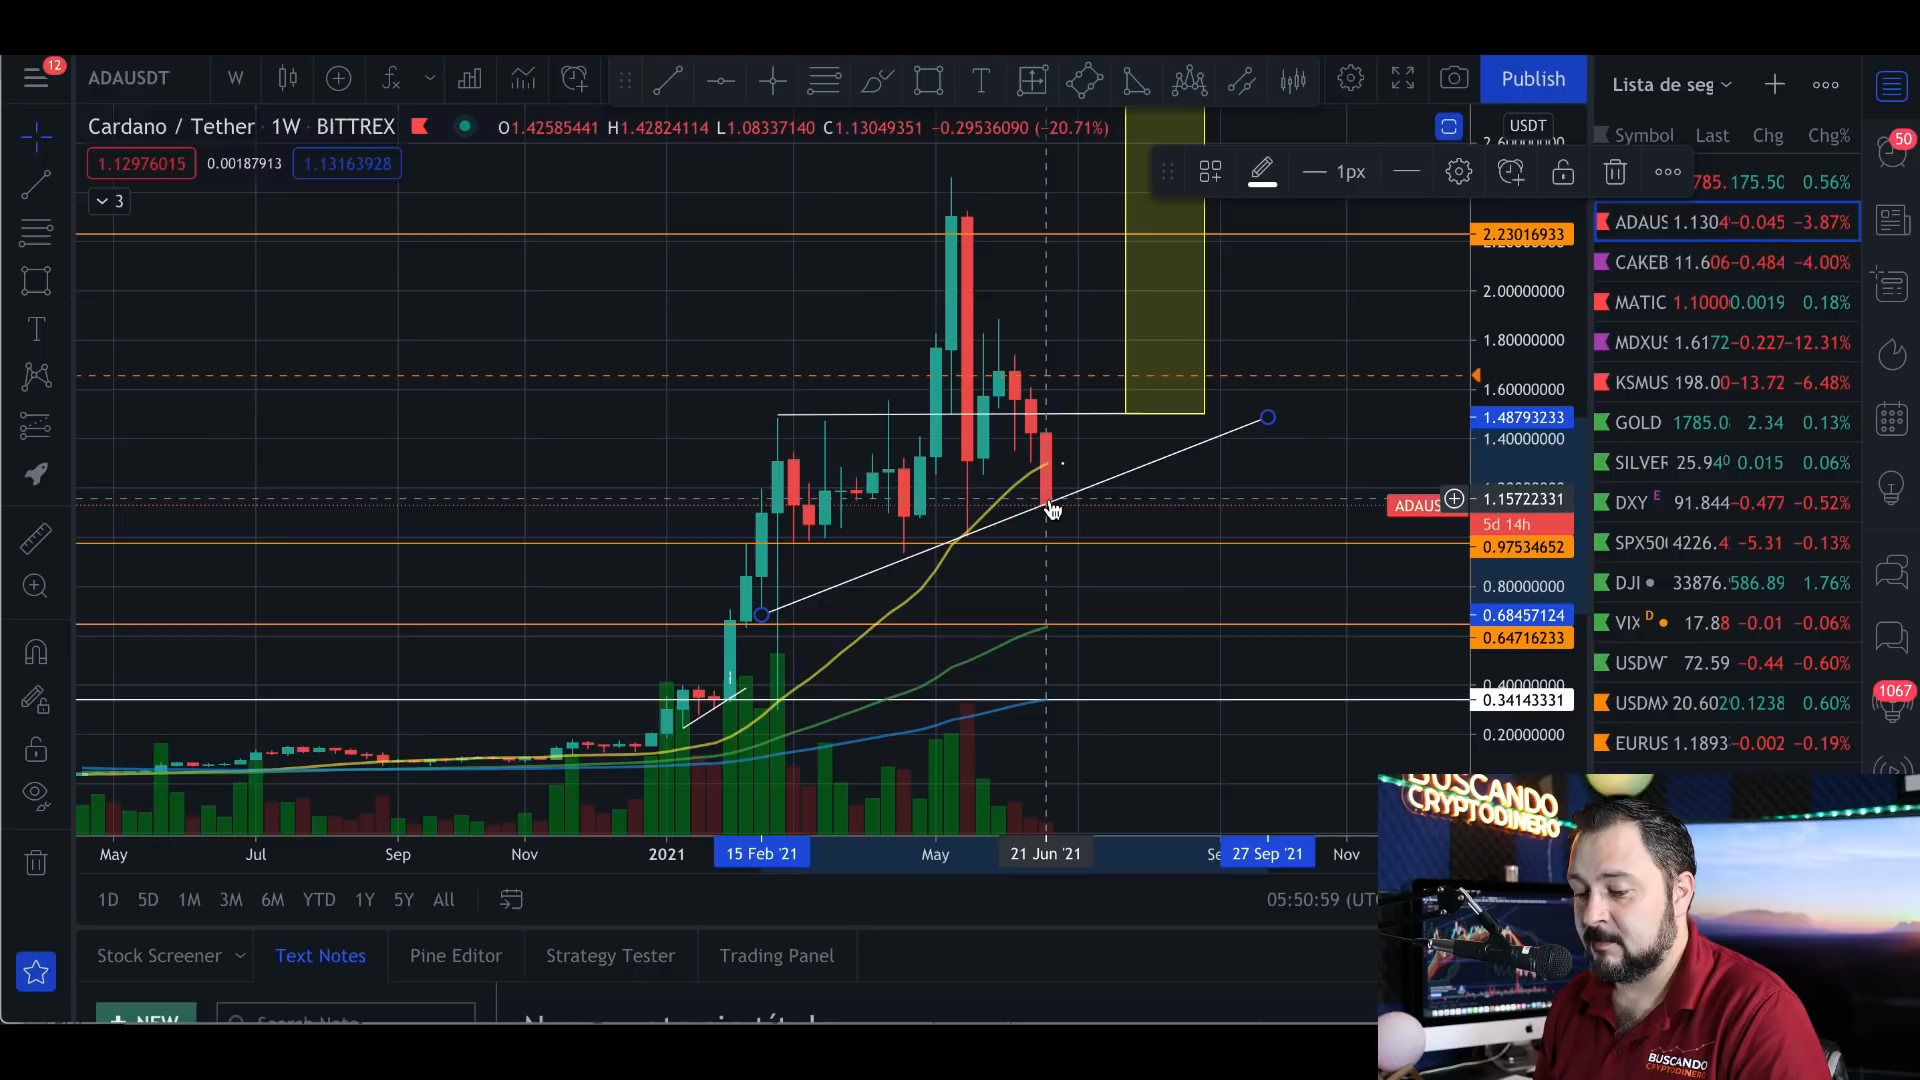 12
ADAUSDT
W
Publish
Lista de seg
Cardano / Tether · 1W · BITTREX
O1.42585441 H1.42824114 L1.08337140 C1.13049351 −0.29536090 (−20.71%)
USDT
Symbol Last Chg Chg%
50
1.12976015 0.00187913 1.13163928
3
1px
785. 175.50 0.56%
ADAUS 1.1304 −0.045 −3.87%
CAKEB 11.606 −0.484 −4.00%
MATIC 1.1000 0.0019 0.18%
MDXUS 1.6172 −0.227 −12.31%
KSMUS 198.00 −13.72 −6.48%
GOLD 1785.0 2.34 0.13%
SILVER 25.940 0.015 0.06%
DXY E 91.844 −0.477 −0.52%
SPX50 4226.4 −5.31 −0.13%
DJI 33876. 586.89 1.76%
VIX D 17.88 −0.01 −0.06%
USDW 72.59 −0.44 −0.60%
USDM 20.602 0.1238 0.60%
EURUS 1.1893 −0.002 −0.19%
1067
2.23016933
2.00000000
1.80000000
1.60000000
1.48793233
1.40000000
ADAUS
1.15722331
5d 14h
0.97534652
0.80000000
0.68457124
0.64716233
0.34143331
0.20000000
May Jul Sep Nov 2021 15 Feb '21 May 21 Jun '21 27 Sep '21 Nov
1D 5D 1M 3M 6M YTD 1Y 5Y All
05:50:59 (UT
Stock Screener Text Notes Pine Editor Strategy Tester Trading Panel
+ NEW
Search Note
BUSCANDO
CRYPTODINERO
BUSCANDO
CRYPTODINERO